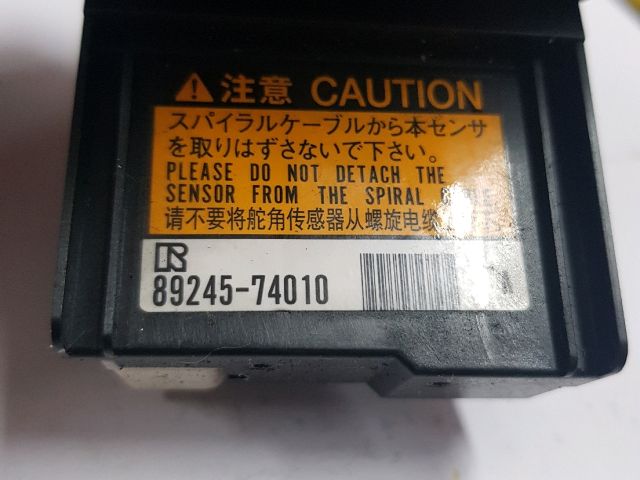 注意 CAUTION
スパイラルケーブルから本センサ
を取りはずさないで下さい。
PLEASE DO NOT DETACH THE
SENSOR FROM THE SPIRAL
请不要将舵角传感器从螺旋电缆
R
89245-74010